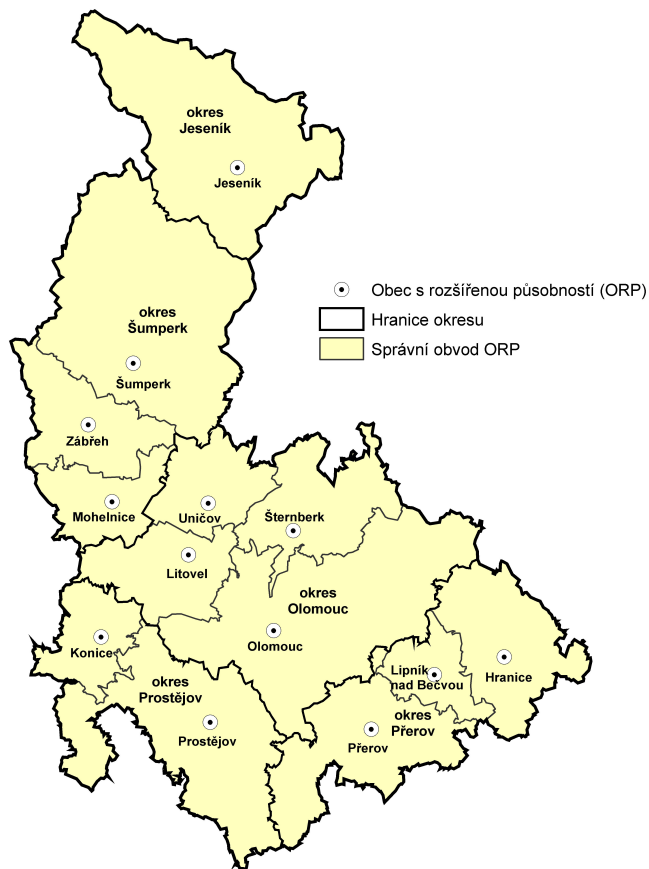 okres
Jeseník
Jeseník
Obec s rozšířenou působností (ORP)
Hranice okresu
Správní obvod ORP
okres
Šumperk
Šumperk
Zábřeh
Mohelnice
Uničov
Šternberk
Litovel
okres
Olomouc
Olomouc
Konice
okres
Prostějov
Prostějov
Lipník
nad Bečvou
Hranice
okres
Přerov
Přerov